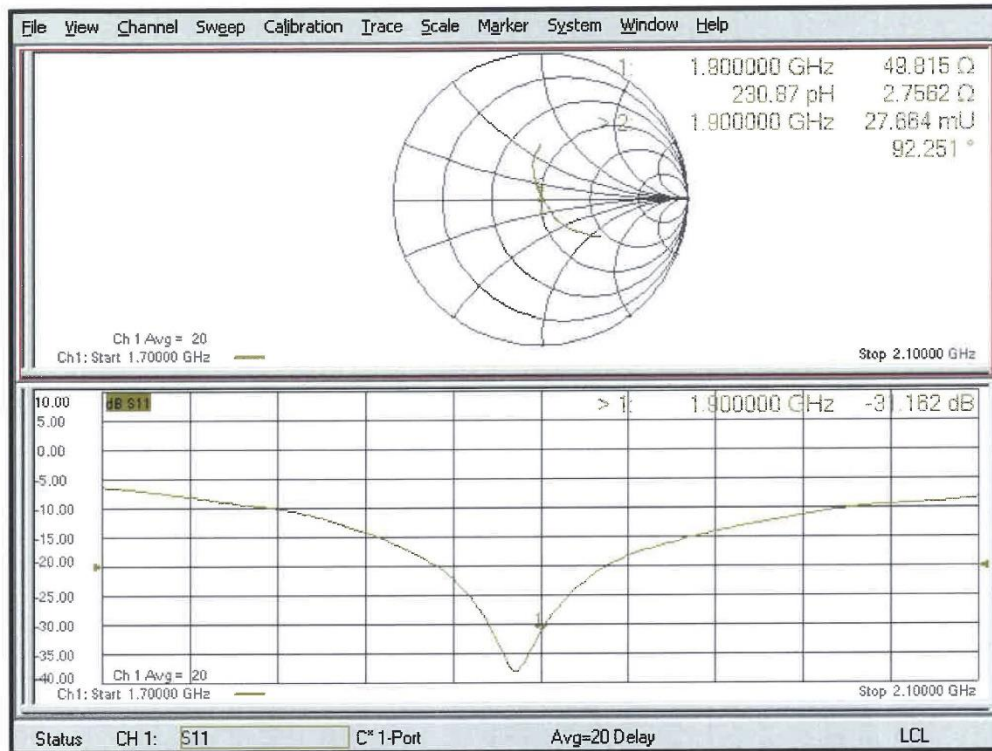 File View Channel Sweep Calibration Trace Scale Marker System Window Help
1: 1.900000 GHz 49.815 Ω
230.87 pH 2.7562 Ω
> 2: 1.900000 GHz 27.664 mU
92.251 °
Ch 1 Avg = 20
Ch1: Start 1.70000 GHz Stop 2.10000 GHz
10.00 dB S11 > 1: 1.900000 GHz -31.162 dB
5.00
0.00
-5.00
-10.00
-15.00
-20.00
-25.00
-30.00 1
-35.00
-40.00 Ch 1 Avg = 20
Ch1: Start 1.70000 GHz Stop 2.10000 GHz
Status CH 1: S11 C* 1-Port Avg=20 Delay LCL